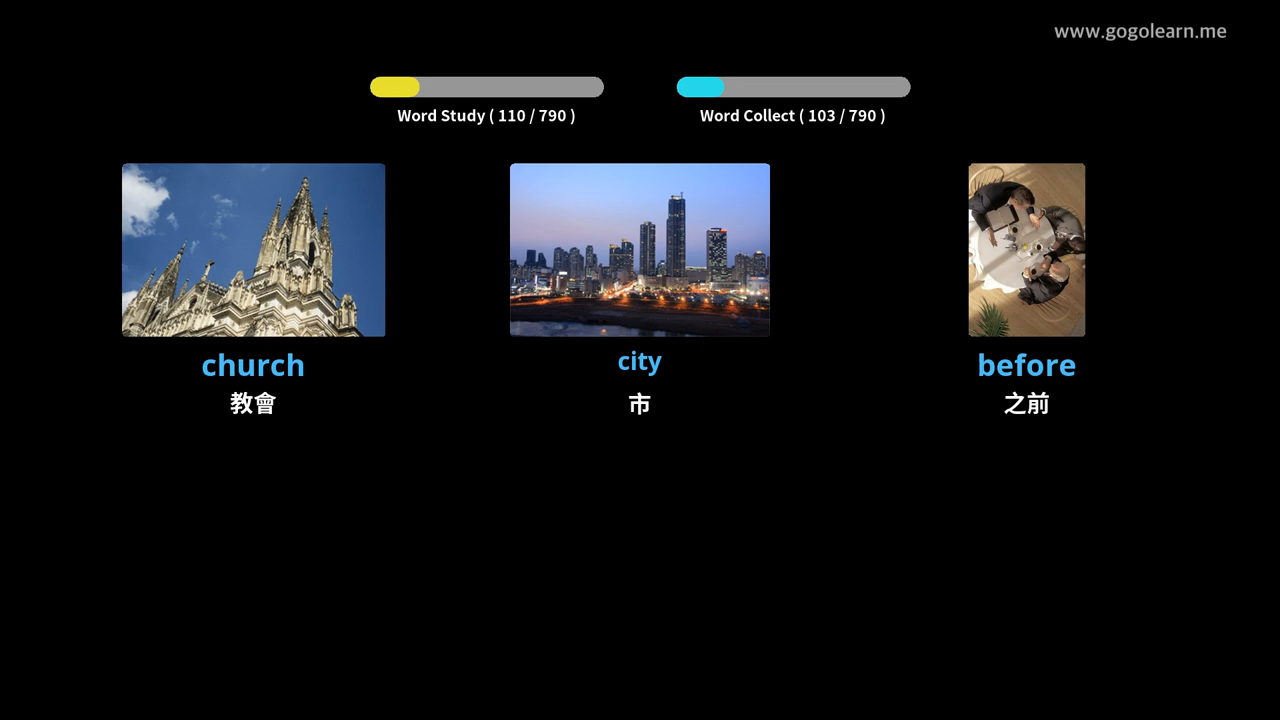 www.gogolearn.me
Word Study ( 110 / 790 )
Word Collect ( 103 / 790 )
church
city
before
教會
市
之前